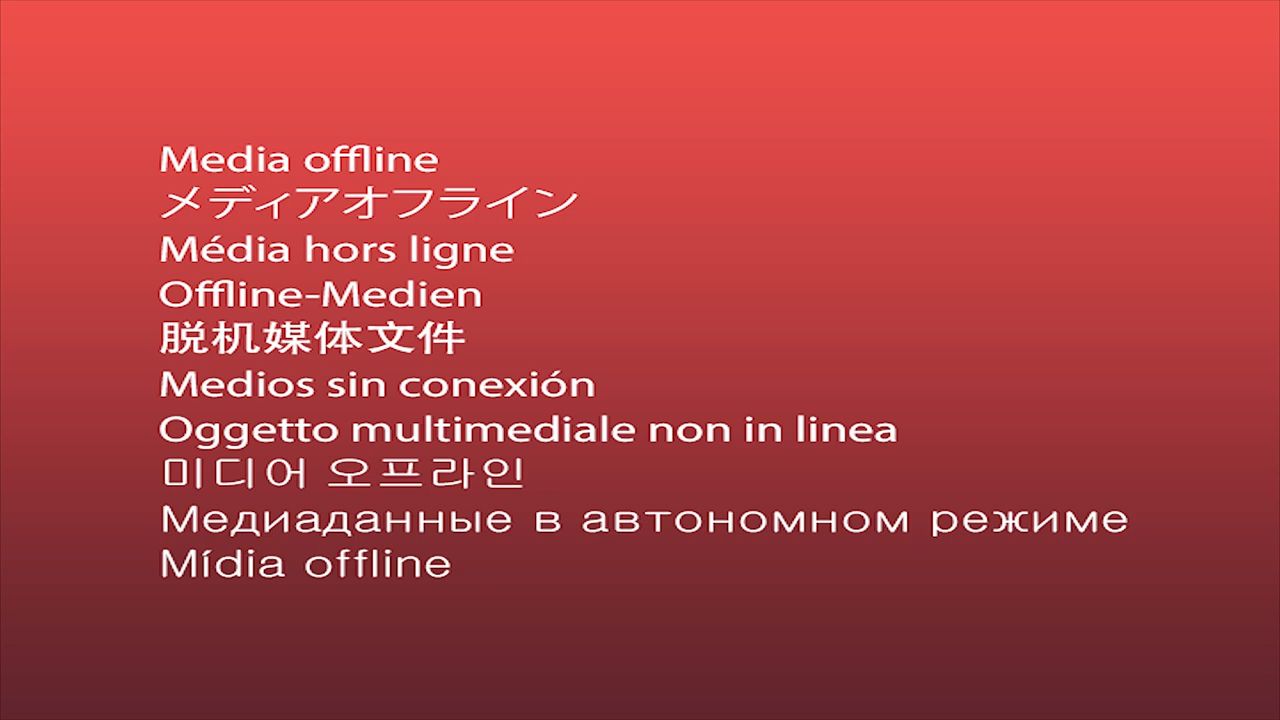 Media offline
メディアオフライン
Média hors ligne
Offline-Medien
脱机媒体文件
Medios sin conexión
Oggetto multimediale non in linea
미디어 오프라인
Медиаданные в автономном режиме
Mídia offline